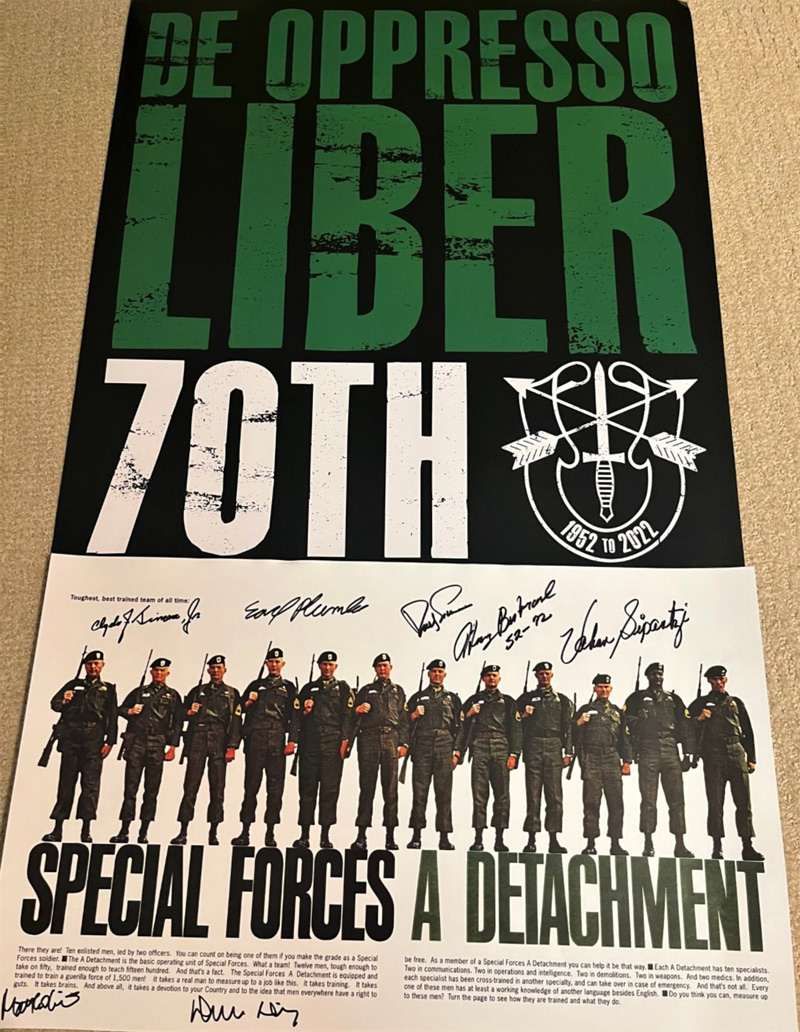 DE OPPRESSO
LIBER
70TH
1952 TO 2022
Toughest, best trained team of all time:
Clyde J. Sincere, Jr
Earl Plumlee
52-72
SPECIAL FORCES A DETACHMENT
There they are! Ten enlisted men, led by two officers. You can count on being one of them if you make the grade as a Special
Forces soldier. ■ The A Detachment is the basic operating unit of Special Forces. What a team! Twelve men, tough enough to
take on fifty, trained enough to teach fifteen hundred. And that's a fact. The Special Forces A Detachment is equipped and
trained to train a guerilla force of 1,500 men! It takes a real man to measure up to a job like this. It takes training. It takes
guts. It takes brains. And above all, it takes a devotion to your Country and to the idea that men everywhere have a right to
be free. As a member of a Special Forces A Detachment you can help it be that way. ■ Each A Detachment has ten specialists.
Two in communications. Two in operations and intelligence. Two in demolitions. Two in weapons. And two medics. In addition,
each specialist has been cross-trained in another specialty, and can take over in case of emergency. And that's not all. Every
one of these men has at least a working knowledge of another language besides English. ■ Do you think you can, measure up
to these men? Turn the page to see how they are trained and what they do.